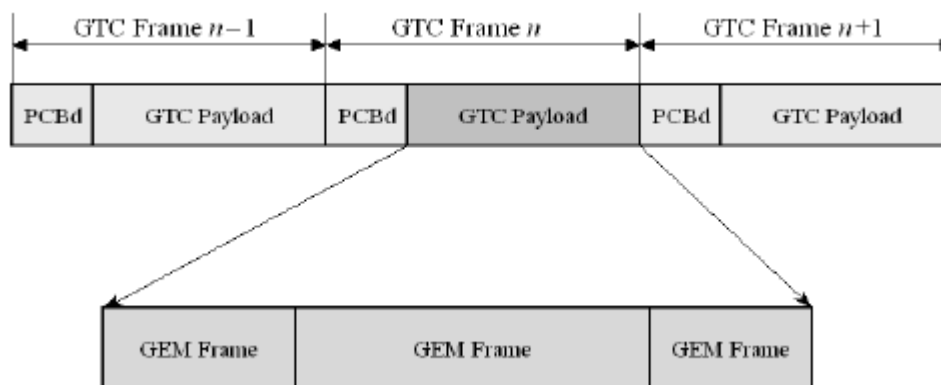 GTC Frame n−1 GTC Frame n GTC Frame n+1
PCBd GTC Payload PCBd GTC Payload PCBd GTC Payload
GEM Frame GEM Frame GEM Frame